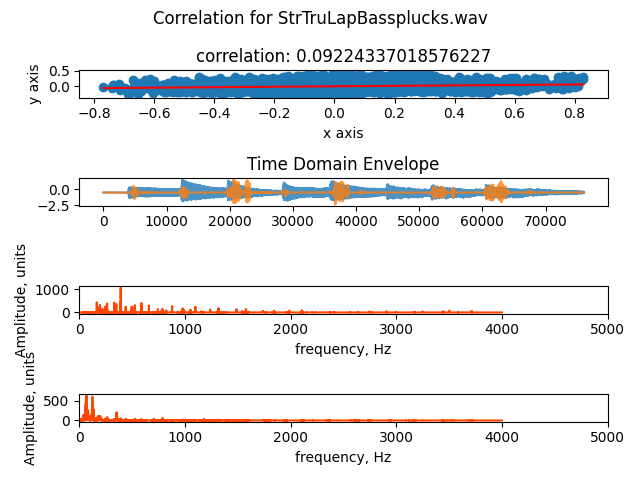 Correlation for StrTruLapBassplucks.wav
correlation: 0.09224337018576227
y axis
0.5
0.0
−0.8 −0.6 −0.4 −0.2 0.0 0.2 0.4 0.6 0.8
x axis
Time Domain Envelope
0.0
−2.5
0 10000 20000 30000 40000 50000 60000 70000
Amplitude, units
1000
0
0 1000 2000 3000 4000 5000
frequency, Hz
Amplitude, units
500
0
0 1000 2000 3000 4000 5000
frequency, Hz